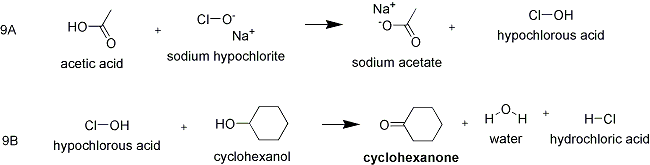 9A HO O + Cl—O⁻ Na⁺ Na⁺ ⁻O O + Cl—OH
acetic acid sodium hypochlorite sodium acetate hypochlorous acid
9B Cl—OH + HO O + H O H + H—Cl
hypochlorous acid cyclohexanol cyclohexanone water hydrochloric acid